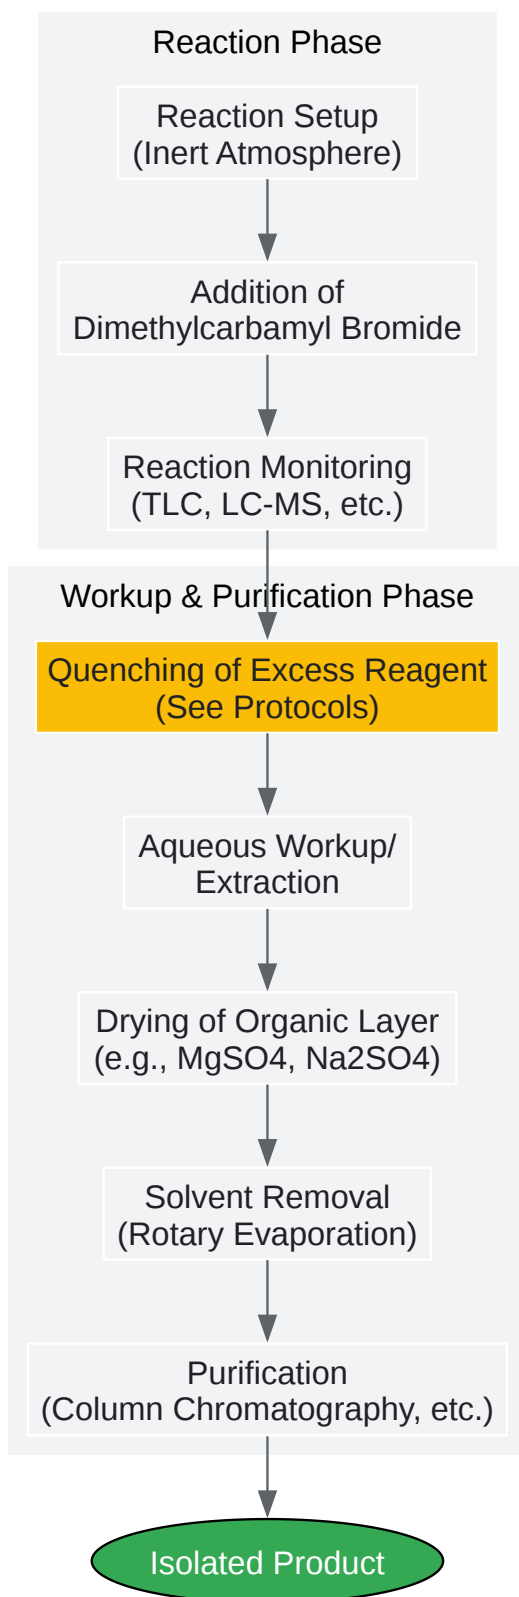 Reaction Phase
Reaction Setup
(Inert Atmosphere)
Addition of
Dimethylcarbamyl Bromide
Reaction Monitoring
(TLC, LC-MS, etc.)
Workup & Purification Phase
Quenching of Excess Reagent
(See Protocols)
Aqueous Workup/
Extraction
Drying of Organic Layer
(e.g., MgSO4, Na2SO4)
Solvent Removal
(Rotary Evaporation)
Purification
(Column Chromatography, etc.)
Isolated Product